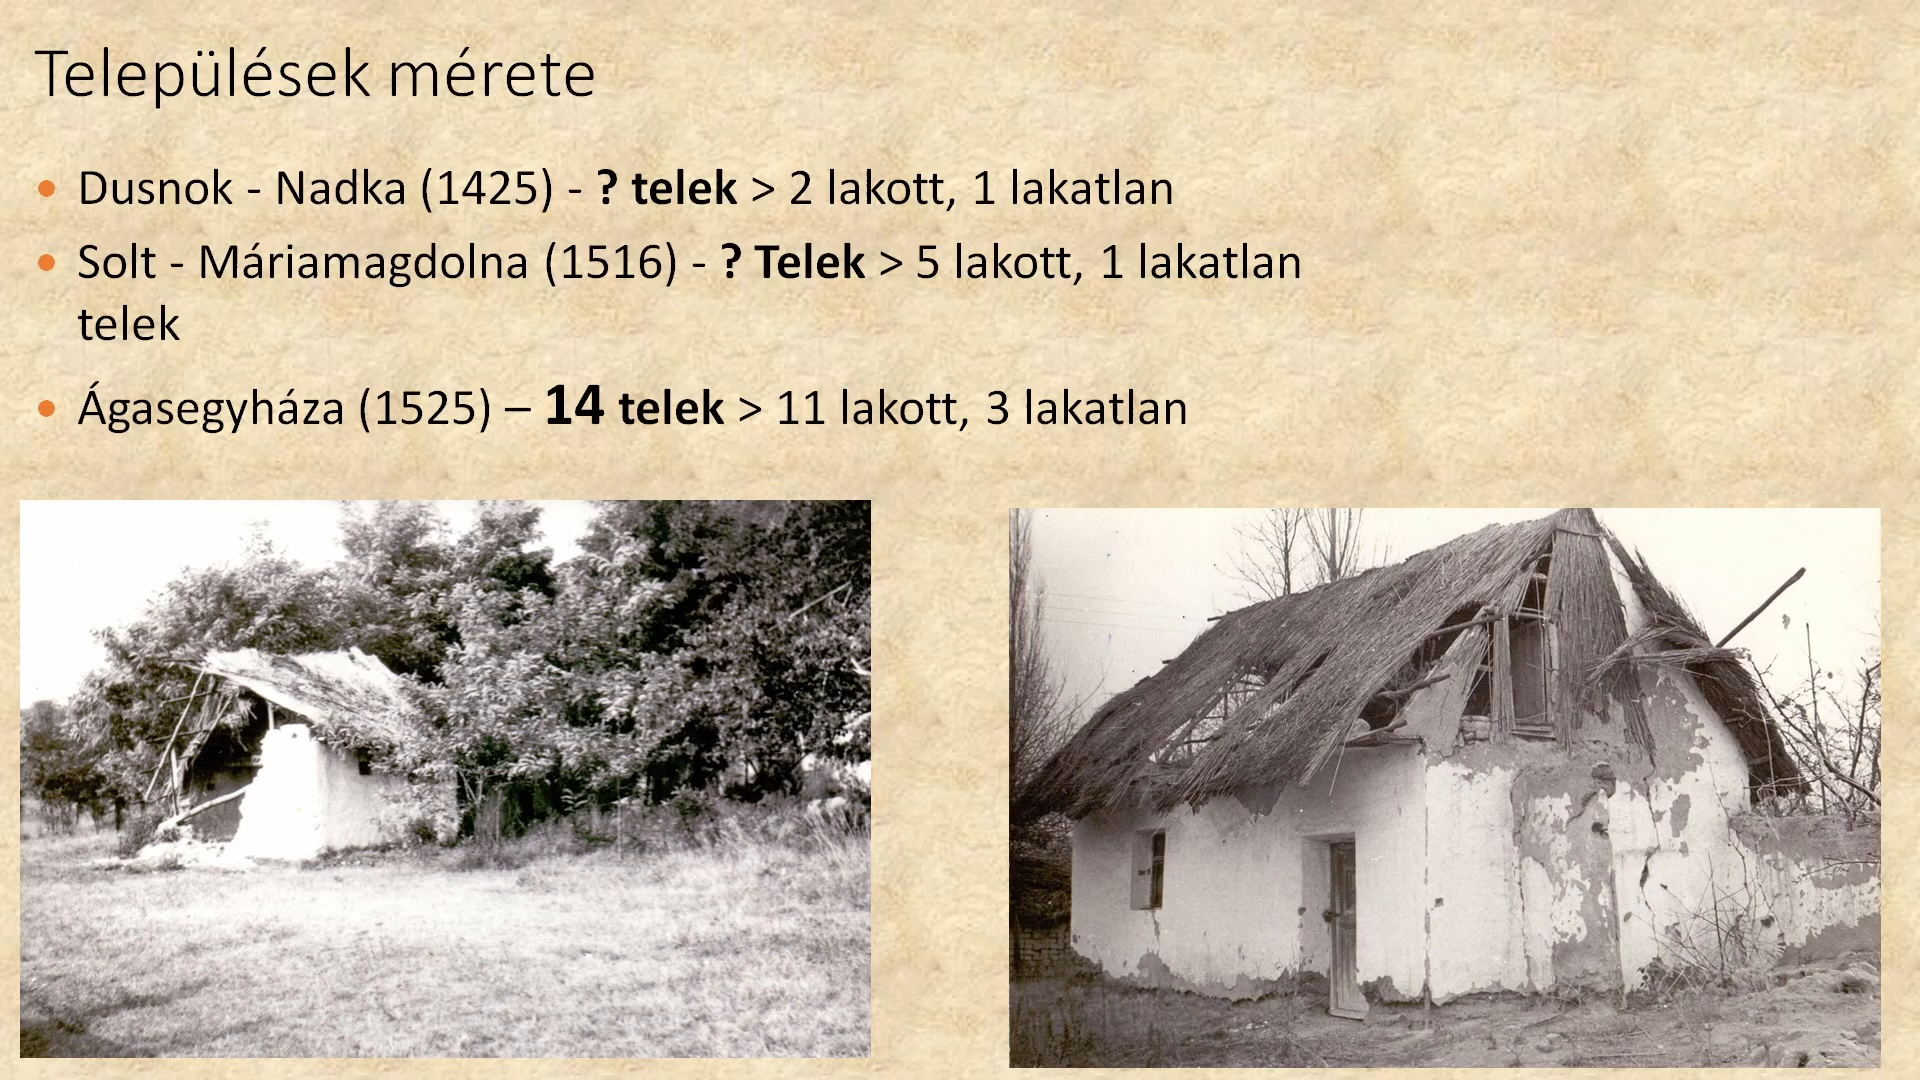 Települések mérete
Dusnok - Nadka (1425) - ? telek > 2 lakott, 1 lakatlan
Solt - Máriamagdolna (1516) - ? Telek > 5 lakott, 1 lakatlan
telek
Ágasegyháza (1525) – 14 telek > 11 lakott, 3 lakatlan